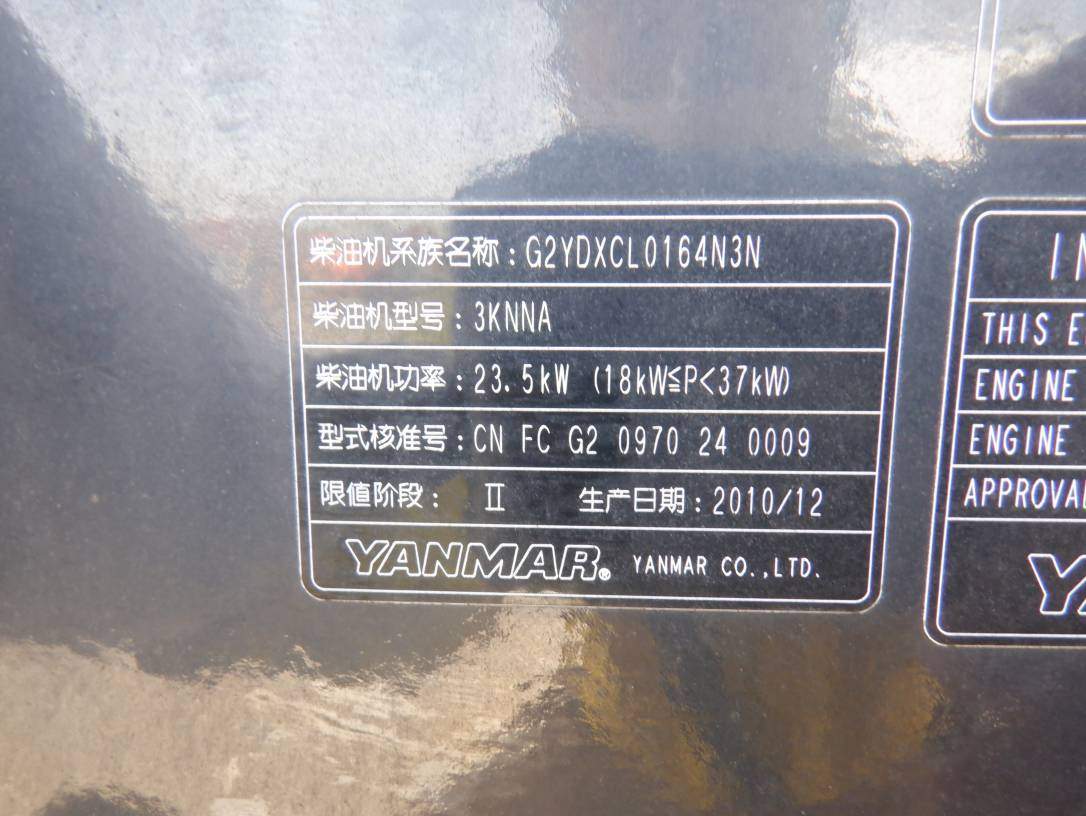 柴油机系族名称：G2YDXCL0164N3N
柴油机型号：3KNNA
柴油机功率：23.5kW (18kW≦P<37kW)
型式核准号：CN FC G2 0970 24 0009
限值阶段： Ⅱ 生产日期：2010/12
YANMAR® YANMAR CO.,LTD.
THIS
ENGINE
ENGINE